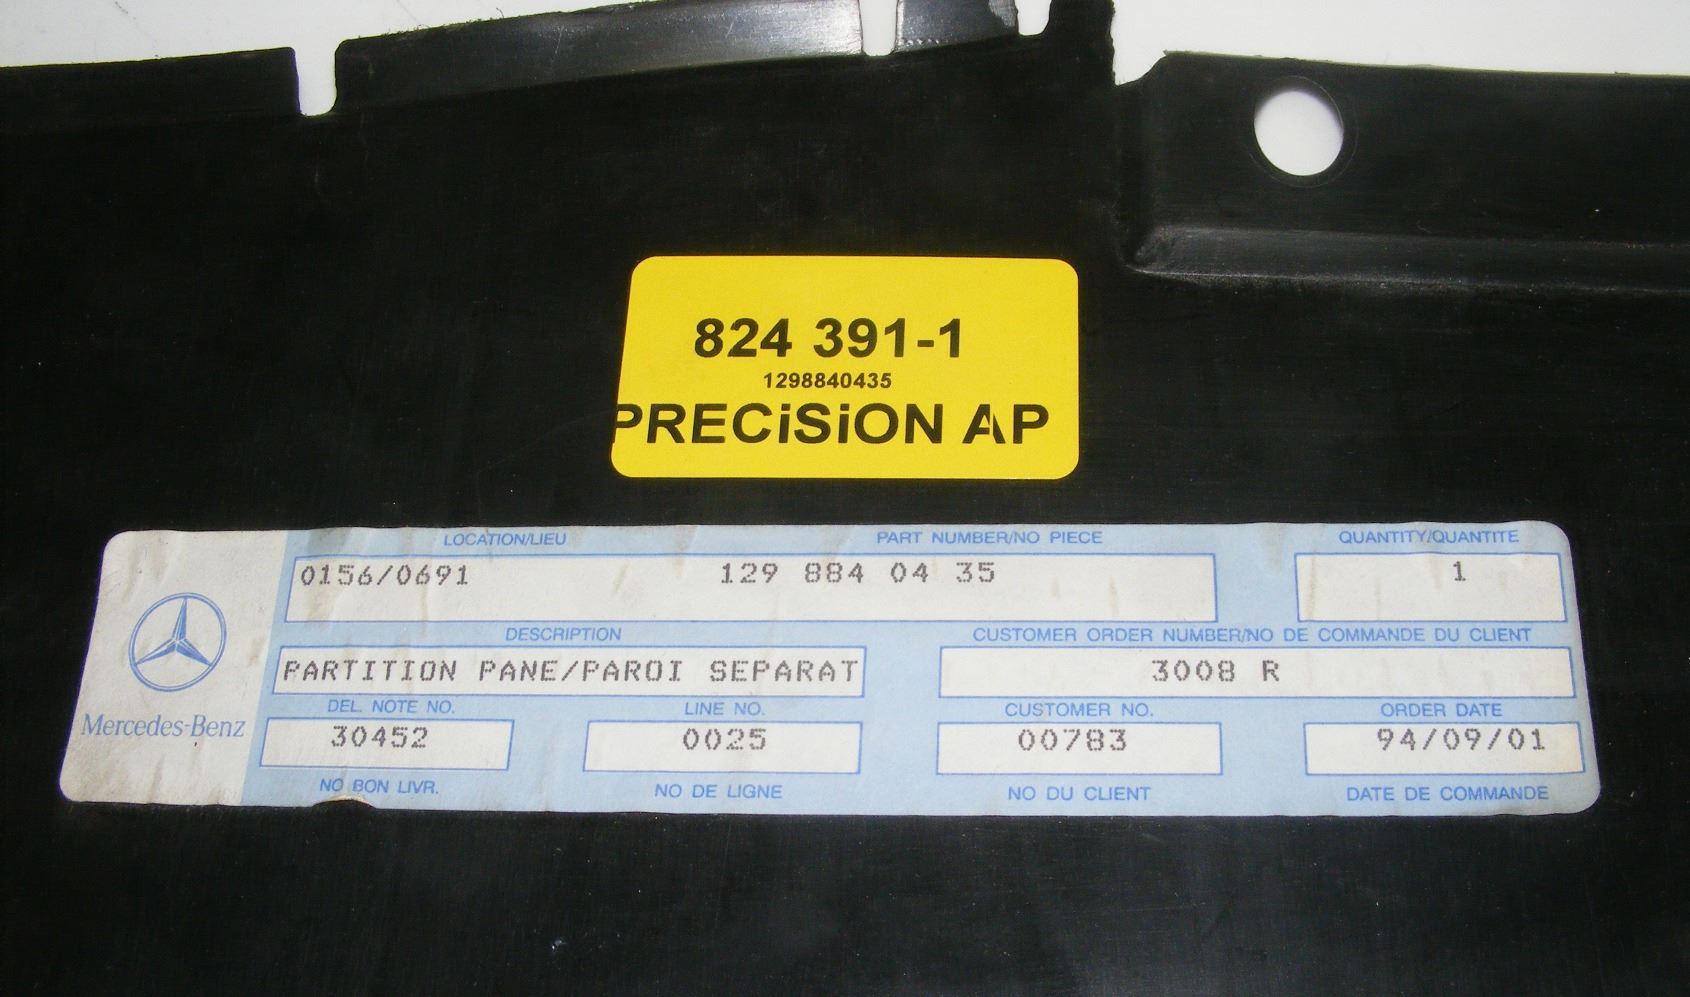 824 391-1
1298840435
PRECiSiON AP
LOCATION/LIEU PART NUMBER/NO PIECE QUANTITY/QUANTITE
0156/0691 129 884 04 35 1
DESCRIPTION CUSTOMER ORDER NUMBER/NO DE COMMANDE DU CLIENT
PARTITION PANE/PAROI SEPARAT 3008 R
Mercedes-Benz
DEL. NOTE NO. LINE NO. CUSTOMER NO. ORDER DATE
30452 0025 00783 94/09/01
NO BON LIVR. NO DE LIGNE NO DU CLIENT DATE DE COMMANDE